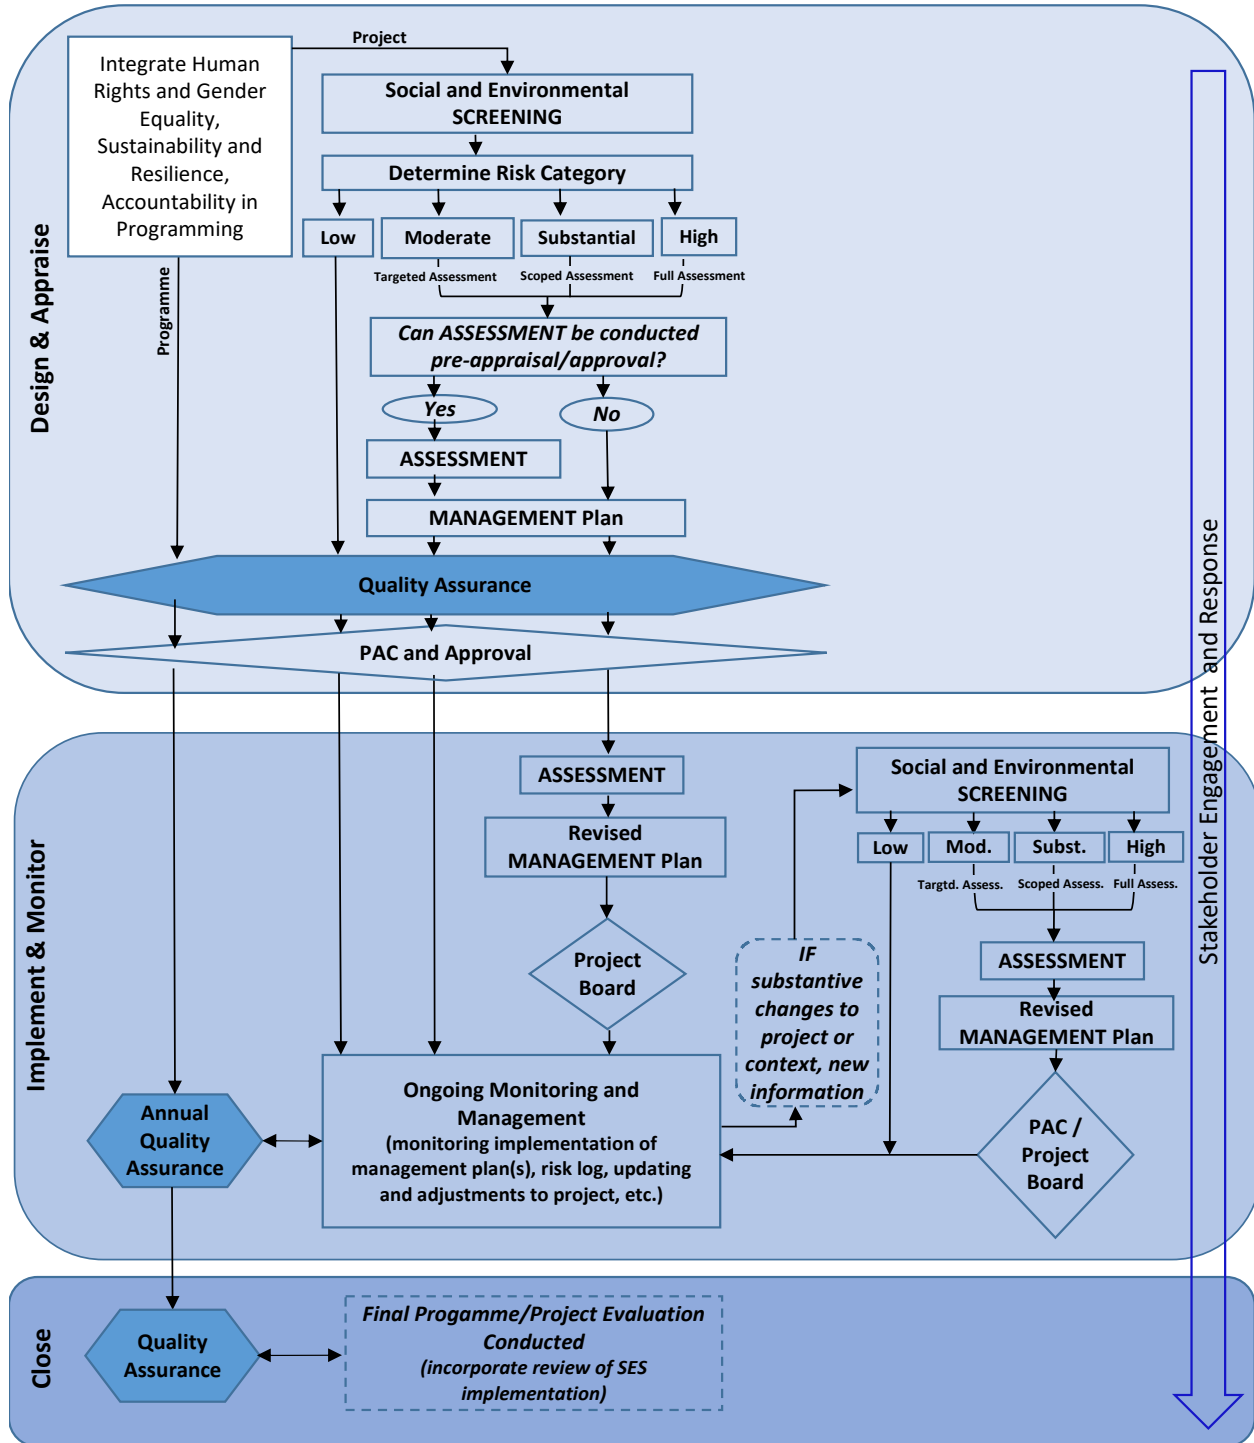 Project
Integrate Human
Rights and Gender
Equality,
Sustainability and
Resilience,
Accountability in
Programming
Social and Environmental
SCREENING
Determine Risk Category
Low
Moderate
Substantial
High
Targeted Assessment
Scoped Assessment
Full Assessment
Programme
Design & Appraise
Can ASSESSMENT be conducted
pre-appraisal/approval?
Yes
No
ASSESSMENT
MANAGEMENT Plan
Quality Assurance
PAC and Approval
Stakeholder Engagement and Response
Implement & Monitor
ASSESSMENT
Revised
MANAGEMENT Plan
Project
Board
Social and Environmental
SCREENING
Low
Mod.
Subst.
High
Targtd. Assess.
Scoped Assess.
Full Assess.
ASSESSMENT
Revised
MANAGEMENT Plan
PAC /
Project
Board
IF
substantive
changes to
project or
context, new
information
Ongoing Monitoring and
Management
(monitoring implementation of
management plan(s), risk log, updating
and adjustments to project, etc.)
Annual
Quality
Assurance
Close
Quality
Assurance
Final Progamme/Project Evaluation
Conducted
(incorporate review of SES
implementation)